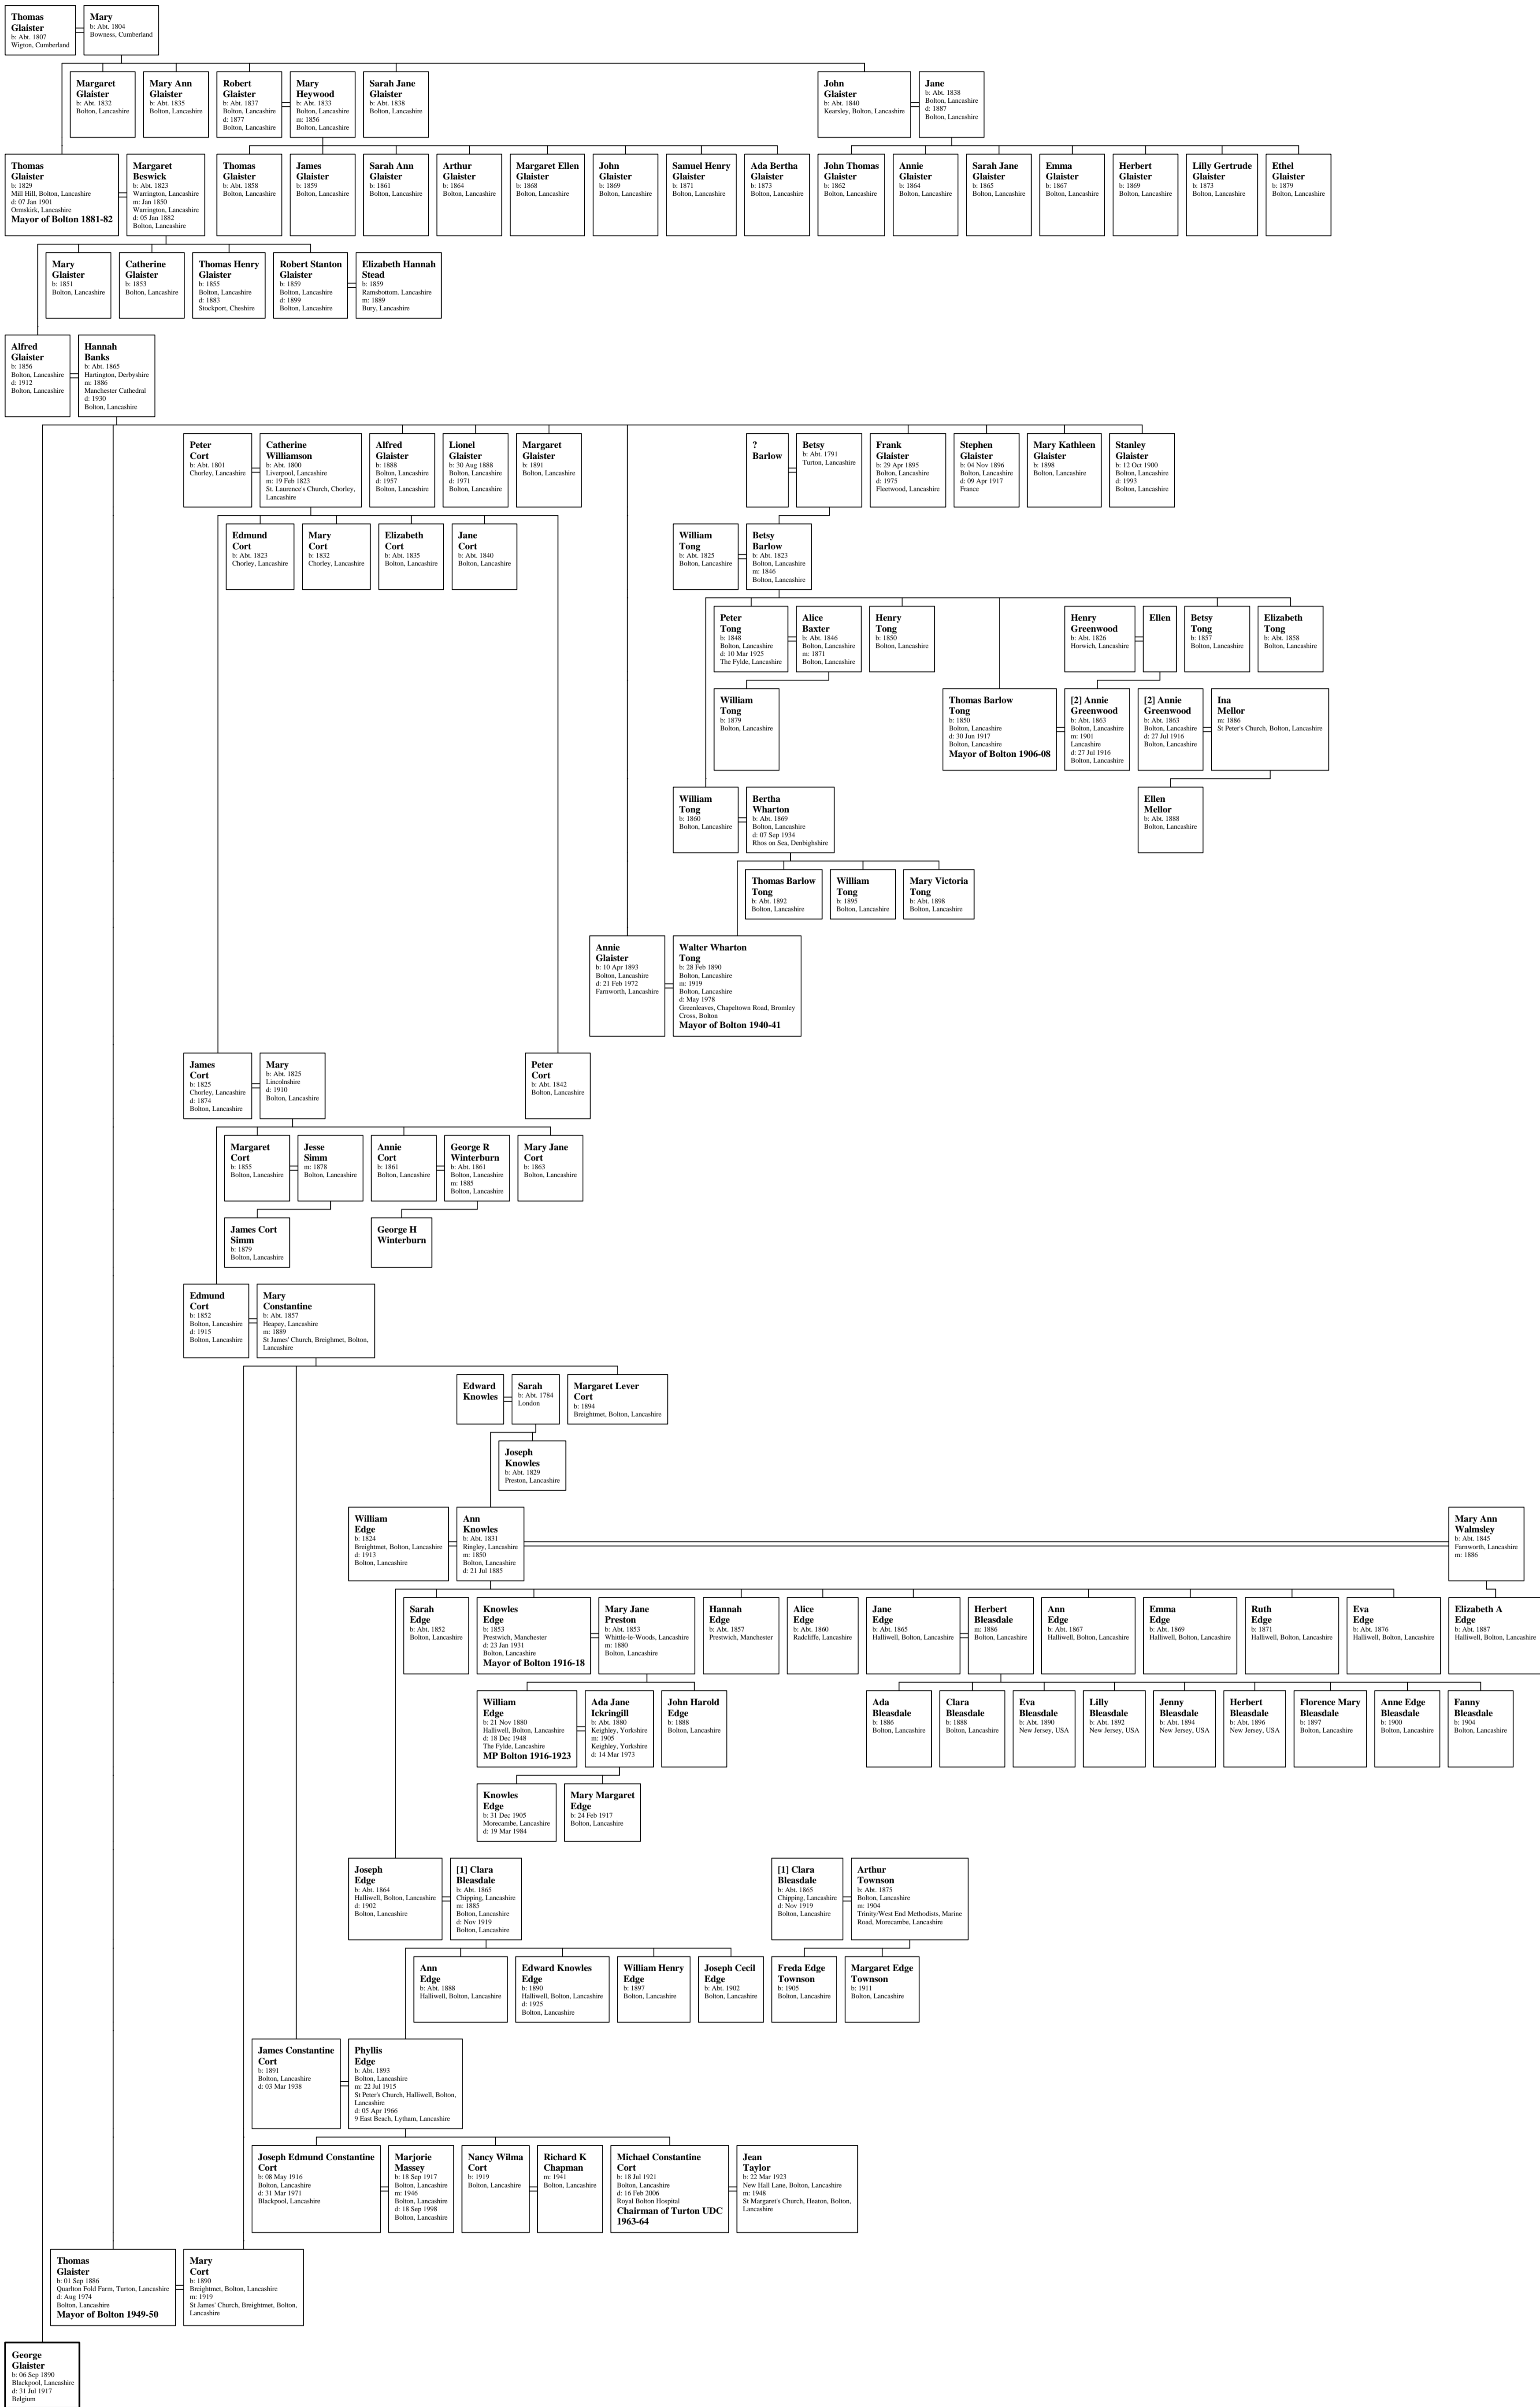 Thomas
Glaister
b: Abt. 1807
Wigton, Cumberland
Mary
b: Abt. 1804
Bowness, Cumberland
Margaret
Glaister
b: Abt. 1832
Bolton, Lancashire
Mary Ann
Glaister
b: Abt. 1835
Bolton, Lancashire
Robert
Glaister
b: Abt. 1837
Bolton, Lancashire
d: 1877
Bolton, Lancashire
Mary
Heywood
b: Abt. 1833
Bolton, Lancashire
m: 1856
Bolton, Lancashire
Sarah Jane
Glaister
b: Abt. 1838
Bolton, Lancashire
John
Glaister
b: Abt. 1840
Kearsley, Bolton, Lancashire
Jane
b: Abt. 1838
Bolton, Lancashire
d: 1887
Bolton, Lancashire
Thomas
Glaister
b: 1829
Mill Hill, Bolton, Lancashire
d: 07 Jan 1901
Ormskirk, Lancashire
Mayor of Bolton 1881-82
Margaret
Beswick
b: Abt. 1823
Warrington, Lancashire
m: Jan 1850
Warrington, Lancashire
d: 05 Jan 1882
Bolton, Lancashire
Thomas
Glaister
b: Abt. 1858
Bolton, Lancashire
James
Glaister
b: 1859
Bolton, Lancashire
Sarah Ann
Glaister
b: 1861
Bolton, Lancashire
Arthur
Glaister
b: 1864
Bolton, Lancashire
Margaret Ellen
Glaister
b: 1868
Bolton, Lancashire
John
Glaister
b: 1869
Bolton, Lancashire
Samuel Henry
Glaister
b: 1871
Bolton, Lancashire
Ada Bertha
Glaister
b: 1873
Bolton, Lancashire
John Thomas
Glaister
b: 1862
Bolton, Lancashire
Annie
Glaister
b: 1864
Bolton, Lancashire
Sarah Jane
Glaister
b: 1865
Bolton, Lancashire
Emma
Glaister
b: 1867
Bolton, Lancashire
Herbert
Glaister
b: 1869
Bolton, Lancashire
Lilly Gertrude
Glaister
b: 1873
Bolton, Lancashire
Ethel
Glaister
b: 1879
Bolton, Lancashire
Mary
Glaister
b: 1851
Bolton, Lancashire
Catherine
Glaister
b: 1853
Bolton, Lancashire
Thomas Henry
Glaister
b: 1855
Bolton, Lancashire
d: 1883
Stockport, Cheshire
Robert Stanton
Glaister
b: 1859
Bolton, Lancashire
d: 1899
Bolton, Lancashire
Elizabeth Hannah
Stead
b: 1859
Ramsbottom. Lancashire
m: 1889
Bury, Lancashire
Alfred
Glaister
b: 1856
Bolton, Lancashire
d: 1912
Bolton, Lancashire
Hannah
Banks
b: Abt. 1865
Hartington, Derbyshire
m: 1886
Manchester Cathedral
d: 1930
Bolton, Lancashire
Peter
Cort
b: Abt. 1801
Chorley, Lancashire
Catherine
Williamson
b: Abt. 1800
Liverpool, Lancashire
m: 19 Feb 1823
St. Laurence's Church, Chorley,
Lancashire
Alfred
Glaister
b: 1888
Bolton, Lancashire
d: 1957
Bolton, Lancashire
Lionel
Glaister
b: 30 Aug 1888
Bolton, Lancashire
d: 1971
Bolton, Lancashire
Margaret
Glaister
b: 1891
Bolton, Lancashire
?
Barlow
Betsy
b: Abt. 1791
Turton, Lancashire
Frank
Glaister
b: 29 Apr 1895
Bolton, Lancashire
d: 1975
Fleetwood, Lancashire
Stephen
Glaister
b: 04 Nov 1896
Bolton, Lancashire
d: 09 Apr 1917
France
Mary Kathleen
Glaister
b: 1898
Bolton, Lancashire
Stanley
Glaister
b: 12 Oct 1900
Bolton, Lancashire
d: 1993
Bolton, Lancashire
Edmund
Cort
b: Abt. 1823
Chorley, Lancashire
Mary
Cort
b: 1832
Chorley, Lancashire
Elizabeth
Cort
b: Abt. 1835
Bolton, Lancashire
Jane
Cort
b: Abt. 1840
Bolton, Lancashire
William
Tong
b: Abt. 1825
Bolton, Lancashire
Betsy
Barlow
b: Abt. 1823
Bolton, Lancashire
m: 1846
Bolton, Lancashire
Peter
Tong
b: 1848
Bolton, Lancashire
d: 10 Mar 1925
The Fylde, Lancashire
Alice
Baxter
b: Abt. 1846
Bolton, Lancashire
m: 1871
Bolton, Lancashire
Henry
Tong
b: 1850
Bolton, Lancashire
Henry
Greenwood
b: Abt. 1826
Horwich, Lancashire
Ellen
Betsy
Tong
b: 1857
Bolton, Lancashire
Elizabeth
Tong
b: Abt. 1858
Bolton, Lancashire
William
Tong
b: 1879
Bolton, Lancashire
Thomas Barlow
Tong
b: 1850
Bolton, Lancashire
d: 30 Jun 1917
Bolton, Lancashire
Mayor of Bolton 1906-08
[2] Annie
Greenwood
b: Abt. 1863
Bolton, Lancashire
m: 1901
Lancashire
d: 27 Jul 1916
Bolton, Lancashire
[2] Annie
Greenwood
b: Abt. 1863
Bolton, Lancashire
d: 27 Jul 1916
Bolton, Lancashire
Ina
Mellor
m: 1886
St Peter's Church, Bolton, Lancashire
William
Tong
b: 1860
Bolton, Lancashire
Bertha
Wharton
b: Abt. 1869
Bolton, Lancashire
d: 07 Sep 1934
Rhos on Sea, Denbighshire
Ellen
Mellor
b: Abt. 1888
Bolton, Lancashire
Thomas Barlow
Tong
b: Abt. 1892
Bolton, Lancashire
William
Tong
b: 1895
Bolton, Lancashire
Mary Victoria
Tong
b: Abt. 1898
Bolton, Lancashire
Annie
Glaister
b: 10 Apr 1893
Bolton, Lancashire
d: 21 Feb 1972
Farnworth, Lancashire
Walter Wharton
Tong
b: 28 Feb 1890
Bolton, Lancashire
m: 1919
Bolton, Lancashire
d: May 1978
Greenleaves, Chapeltown Road, Bromley
Cross, Bolton
Mayor of Bolton 1940-41
James
Cort
b: 1825
Chorley, Lancashire
d: 1874
Bolton, Lancashire
Mary
b: Abt. 1825
Lincolnshire
d: 1910
Bolton, Lancashire
Peter
Cort
b: Abt. 1842
Bolton, Lancashire
Margaret
Cort
b: 1855
Bolton, Lancashire
Jesse
Simm
m: 1878
Bolton, Lancashire
Annie
Cort
b: 1861
Bolton, Lancashire
George R
Winterburn
b: Abt. 1861
Bolton, Lancashire
m: 1885
Bolton, Lancashire
Mary Jane
Cort
b: 1863
Bolton, Lancashire
James Cort
Simm
b: 1879
Bolton, Lancashire
George H
Winterburn
Edmund
Cort
b: 1852
Bolton, Lancashire
d: 1915
Bolton, Lancashire
Mary
Constantine
b: Abt. 1857
Heapey, Lancashire
m: 1889
St James' Church, Breighmet, Bolton,
Lancashire
Edward
Knowles
Sarah
b: Abt. 1784
London
Margaret Lever
Cort
b: 1894
Breightmet, Bolton, Lancashire
Joseph
Knowles
b: Abt. 1829
Preston, Lancashire
William
Edge
b: 1824
Breightmet, Bolton, Lancashire
d: 1913
Bolton, Lancashire
Ann
Knowles
b: Abt. 1831
Ringley, Lancashire
m: 1850
Bolton, Lancashire
d: 21 Jul 1885
Mary Ann
Walmsley
b: Abt. 1845
Farnworth, Lancashire
m: 1886
Sarah
Edge
b: Abt. 1852
Bolton, Lancashire
Knowles
Edge
b: 1853
Prestwich, Manchester
d: 23 Jan 1931
Bolton, Lancashire
Mayor of Bolton 1916-18
Mary Jane
Preston
b: Abt. 1853
Whittle-le-Woods, Lancashire
m: 1880
Bolton, Lancashire
Hannah
Edge
b: Abt. 1857
Prestwich, Manchester
Alice
Edge
b: Abt. 1860
Radcliffe, Lancashire
Jane
Edge
b: Abt. 1865
Halliwell, Bolton, Lancashire
Herbert
Bleasdale
m: 1886
Bolton, Lancashire
Ann
Edge
b: Abt. 1867
Halliwell, Bolton, Lancashire
Emma
Edge
b: Abt. 1869
Halliwell, Bolton, Lancashire
Ruth
Edge
b: 1871
Halliwell, Bolton, Lancashire
Eva
Edge
b: Abt. 1876
Halliwell, Bolton, Lancashire
Elizabeth A
Edge
b: Abt. 1887
Halliwell, Bolton, Lancashire
William
Edge
b: 21 Nov 1880
Halliwell, Bolton, Lancashire
d: 18 Dec 1948
The Fylde, Lancashire
MP Bolton 1916-1923
Ada Jane
Ickringill
b: Abt. 1880
Keighley, Yorkshire
m: 1905
Keighley, Yorkshire
d: 14 Mar 1973
John Harold
Edge
b: 1888
Bolton, Lancashire
Ada
Bleasdale
b: 1886
Bolton, Lancashire
Clara
Bleasdale
b: 1888
Bolton, Lancashire
Eva
Bleasdale
b: Abt. 1890
New Jersey, USA
Lilly
Bleasdale
b: Abt. 1892
New Jersey, USA
Jenny
Bleasdale
b: Abt. 1894
New Jersey, USA
Herbert
Bleasdale
b: Abt. 1896
New Jersey, USA
Florence Mary
Bleasdale
b: 1897
Bolton, Lancashire
Anne Edge
Bleasdale
b: 1900
Bolton, Lancashire
Fanny
Bleasdale
b: 1904
Bolton, Lancashire
Knowles
Edge
b: 31 Dec 1905
Morecambe, Lancashire
d: 19 Mar 1984
Mary Margaret
Edge
b: 24 Feb 1917
Bolton, Lancashire
Joseph
Edge
b: Abt. 1864
Halliwell, Bolton, Lancashire
d: 1902
Bolton, Lancashire
[1] Clara
Bleasdale
b: Abt. 1865
Chipping, Lancashire
m: 1885
Bolton, Lancashire
d: Nov 1919
Bolton, Lancashire
[1] Clara
Bleasdale
b: Abt. 1865
Chipping, Lancashire
d: Nov 1919
Bolton, Lancashire
Arthur
Townson
b: Abt. 1875
Bolton, Lancashire
m: 1904
Trinity/West End Methodists, Marine
Road, Morecambe, Lancashire
Ann
Edge
b: Abt. 1888
Halliwell, Bolton, Lancashire
Edward Knowles
Edge
b: 1890
Halliwell, Bolton, Lancashire
d: 1925
Bolton, Lancashire
William Henry
Edge
b: 1897
Bolton, Lancashire
Joseph Cecil
Edge
b: Abt. 1902
Bolton, Lancashire
Freda Edge
Townson
b: 1905
Bolton, Lancashire
Margaret Edge
Townson
b: 1911
Bolton, Lancashire
James Constantine
Cort
b: 1891
Bolton, Lancashire
d: 03 Mar 1938
Phyllis
Edge
b: Abt. 1893
Bolton, Lancashire
m: 22 Jul 1915
St Peter's Church, Halliwell, Bolton,
Lancashire
d: 05 Apr 1966
9 East Beach, Lytham, Lancashire
Joseph Edmund Constantine
Cort
b: 08 May 1916
Bolton, Lancashire
d: 31 Mar 1971
Blackpool, Lancashire
Marjorie
Massey
b: 18 Sep 1917
Bolton, Lancashire
m: 1946
Bolton, Lancashire
d: 18 Sep 1998
Bolton, Lancashire
Nancy Wilma
Cort
b: 1919
Bolton, Lancashire
Richard K
Chapman
m: 1941
Bolton, Lancashire
Michael Constantine
Cort
b: 18 Jul 1921
Bolton, Lancashire
d: 16 Feb 2006
Royal Bolton Hospital
Chairman of Turton UDC
1963-64
Jean
Taylor
b: 22 Mar 1923
New Hall Lane, Bolton, Lancashire
m: 1948
St Margaret's Church, Heaton, Bolton,
Lancashire
Thomas
Glaister
b: 01 Sep 1886
Quarlton Fold Farm, Turton, Lancashire
d: Aug 1974
Bolton, Lancashire
Mayor of Bolton 1949-50
Mary
Cort
b: 1890
Breightmet, Bolton, Lancashire
m: 1919
St James' Church, Breightmet, Bolton,
Lancashire
George
Glaister
b: 06 Sep 1890
Blackpool, Lancashire
d: 31 Jul 1917
Belgium